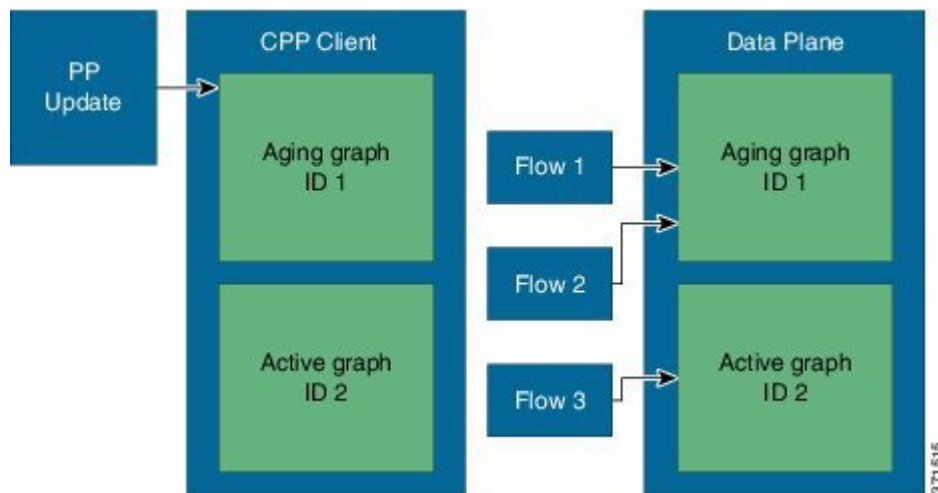 PP
Update
CPP Client
Aging graph
ID 1
Active graph
ID 2
Flow 1
Flow 2
Flow 3
Data Plane
Aging graph
ID 1
Active graph
ID 2
371515